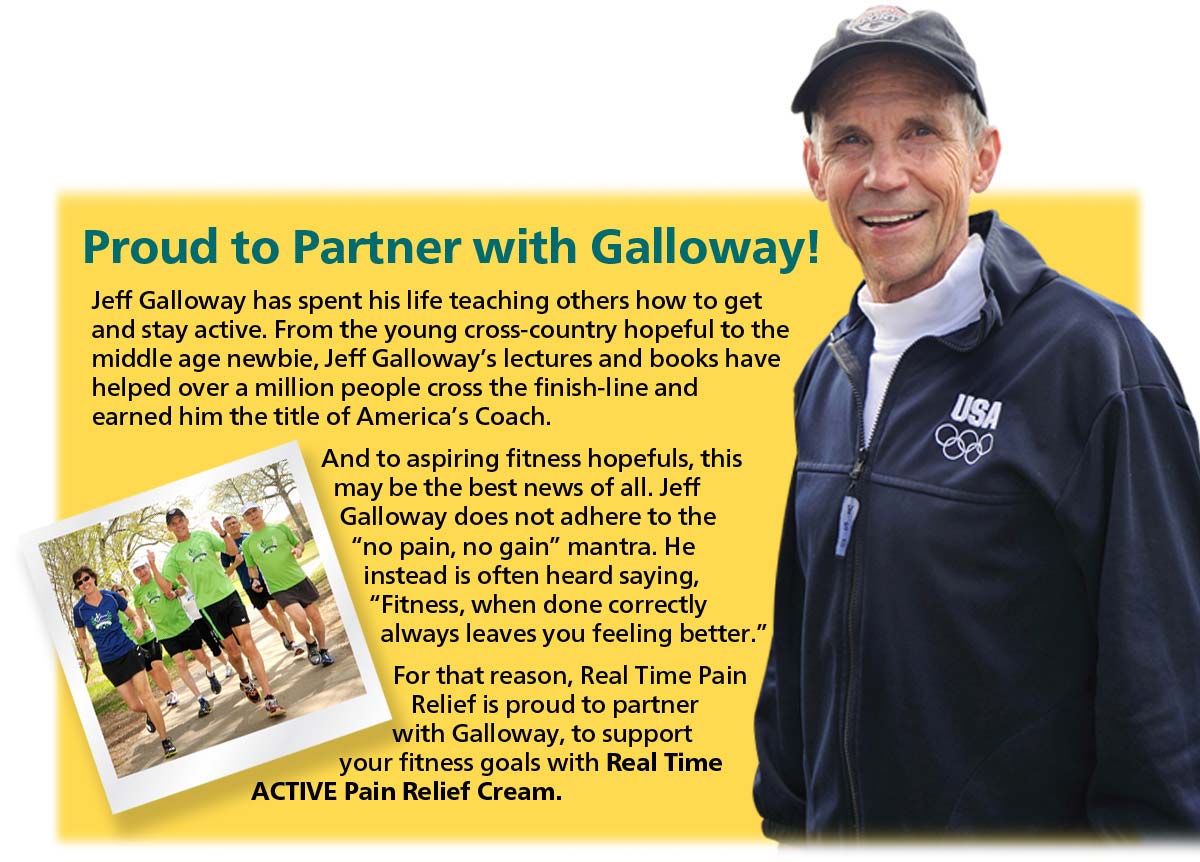 SPORT
Proud to Partner with Galloway!
Jeff Galloway has spent his life teaching others how to get
and stay active. From the young cross-country hopeful to the
middle age newbie, Jeff Galloway’s lectures and books have
helped over a million people cross the finish-line and
earned him the title of America’s Coach.
USA
And to aspiring fitness hopefuls, this
may be the best news of all. Jeff
Galloway does not adhere to the
“no pain, no gain” mantra. He
instead is often heard saying,
“Fitness, when done correctly
always leaves you feeling better.”
For that reason, Real Time Pain
Relief is proud to partner
with Galloway, to support
your fitness goals with Real Time
ACTIVE Pain Relief Cream.